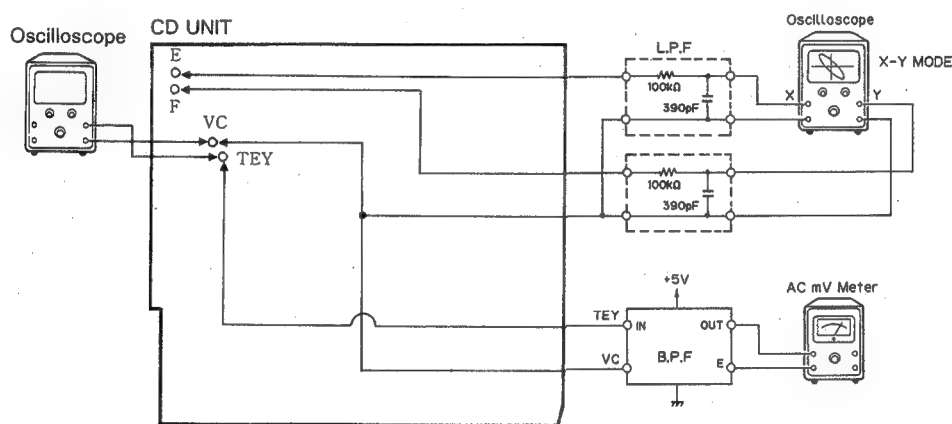 CD UNIT
Oscilloscope
E
F
VC
TEY
L.P.F
100kΩ
390pF
100kΩ
390pF
Oscilloscope
X-Y MODE
X
Y
+5V
TEY
IN
OUT
VC
B.P.F
E
AC mV Meter